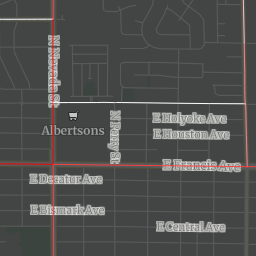 N Nevada St
Albertsons
N Perry St
E Holyoke Ave
E Houston Ave
E Francis Ave
E Decatur Ave
E Bismark Ave
E Central Ave